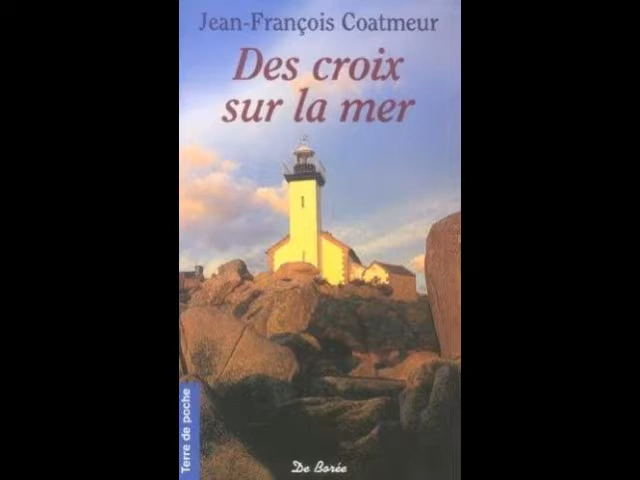 Jean-François Coatmeur
Des croix
sur la mer
Terre de poche
De Borée